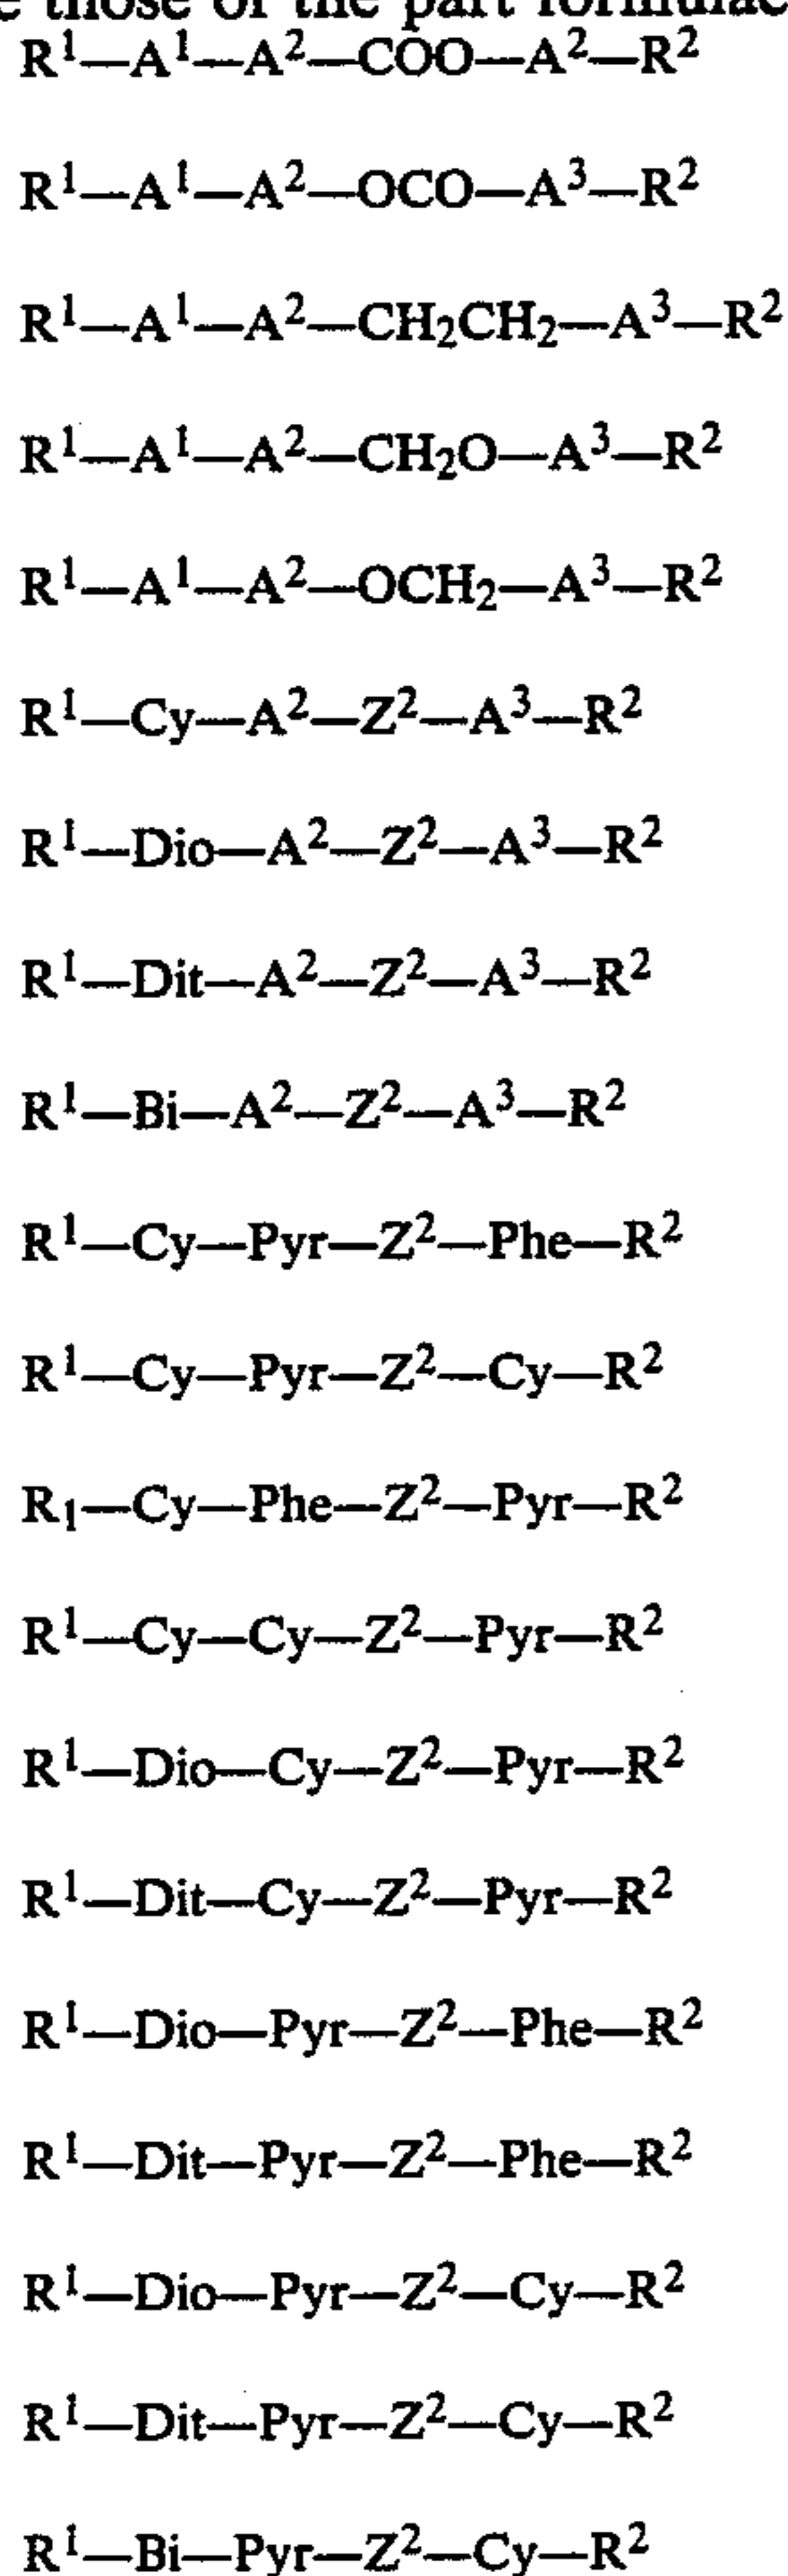 e those of the part formulae
R¹—A¹—A²—COO—A²—R²
R¹—A¹—A²—OCO—A³—R²
R¹—A¹—A²—CH₂CH₂—A³—R²
R¹—A¹—A²—CH₂O—A³—R²
R¹—A¹—A²—OCH₂—A³—R²
R¹—Cy—A²—Z²—A³—R²
R¹—Dio—A²—Z²—A³—R²
R¹—Dit—A²—Z²—A³—R²
R¹—Bi—A²—Z²—A³—R²
R¹—Cy—Pyr—Z²—Phe—R²
R¹—Cy—Pyr—Z²—Cy—R²
R₁—Cy—Phe—Z²—Pyr—R²
R¹—Cy—Cy—Z²—Pyr—R²
R¹—Dio—Cy—Z²—Pyr—R²
R¹—Dit—Cy—Z²—Pyr—R²
R¹—Dio—Pyr—Z²—Phe—R²
R¹—Dit—Pyr—Z²—Phe—R²
R¹—Dio—Pyr—Z²—Cy—R²
R¹—Dit—Pyr—Z²—Cy—R²
R¹—Bi—Pyr—Z²—Cy—R²